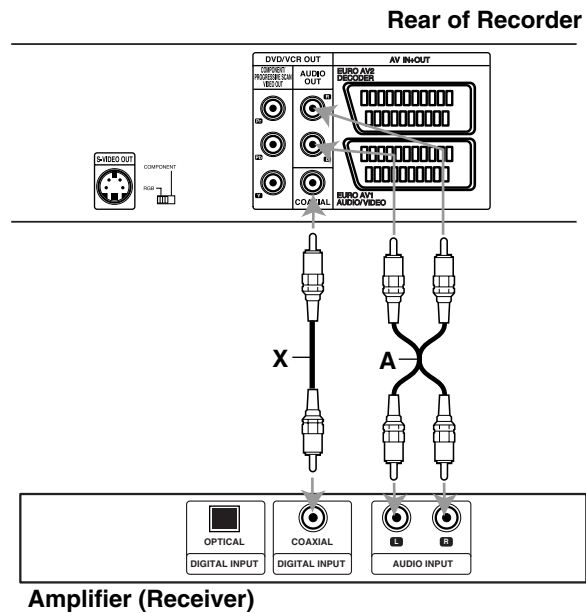 Rear of Recorder
DVD/VCR OUT
AV IN+OUT
COMPONENT/
PROGRESSIVE SCAN
VIDEO OUT
AUDIO
OUT
EURO AV2
DECODER
R
Pr
Pb
Y
COAXIAL
EURO AV1
AUDIO/VIDEO
S-VIDEO OUT
COMPONENT
RGB
X
A
OPTICAL
DIGITAL INPUT
COAXIAL
DIGITAL INPUT
L
R
AUDIO INPUT
Amplifier (Receiver)